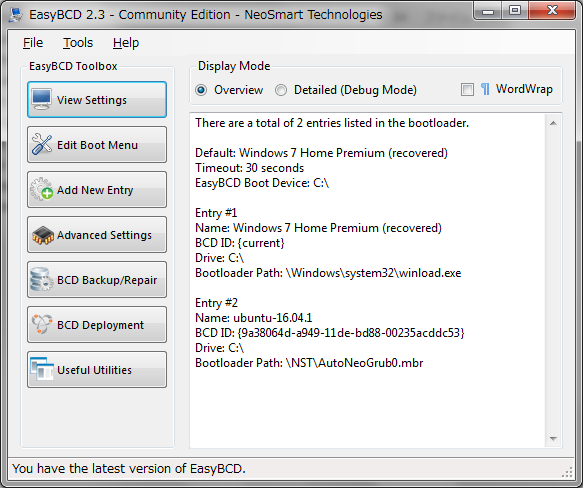 EasyBCD 2.3 - Community Edition - NeoSmart Technologies
File Tools Help
EasyBCD Toolbox
View Settings
Edit Boot Menu
Add New Entry
Advanced Settings
BCD Backup/Repair
BCD Deployment
Useful Utilities
Display Mode
Overview
Detailed (Debug Mode)
¶ WordWrap
There are a total of 2 entries listed in the bootloader.
Default: Windows 7 Home Premium (recovered)
Timeout: 30 seconds
EasyBCD Boot Device: C:\
Entry #1
Name: Windows 7 Home Premium (recovered)
BCD ID: {current}
Drive: C:\
Bootloader Path: \Windows\system32\winload.exe
Entry #2
Name: ubuntu-16.04.1
BCD ID: {9a38064d-a949-11de-bd88-00235acddc53}
Drive: C:\
Bootloader Path: \NST\AutoNeoGrub0.mbr
You have the latest version of EasyBCD.